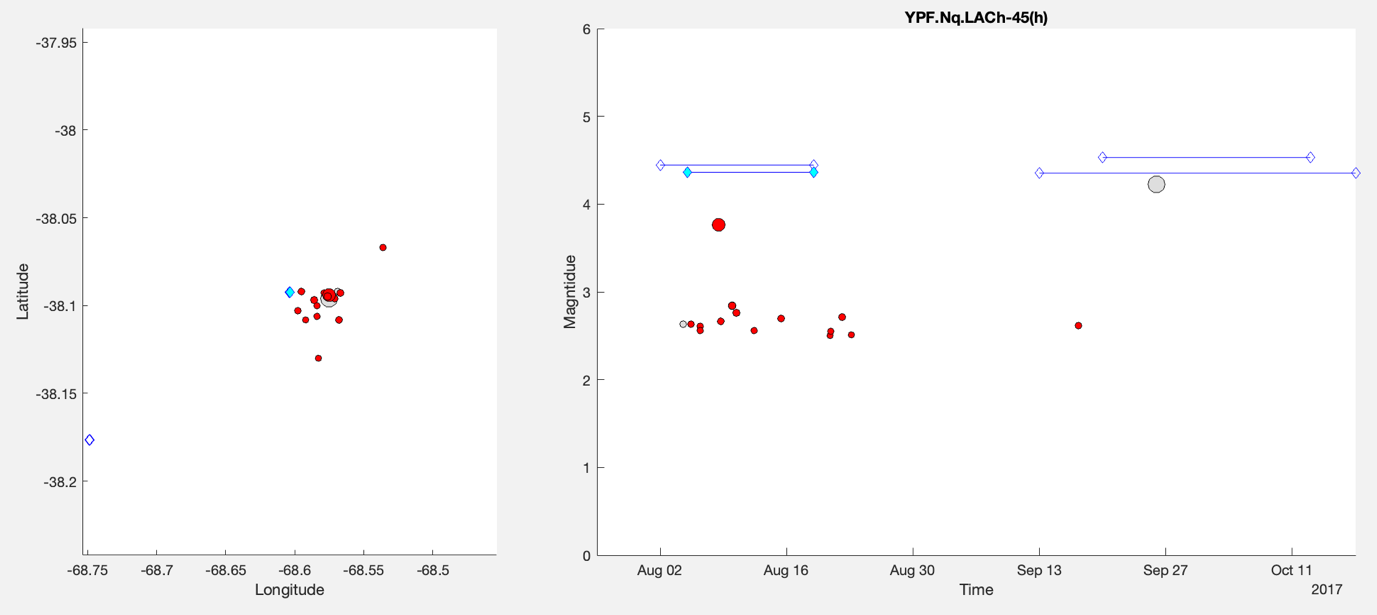 YPF.Nq.LACh-45(h)
-37.95
-38
-38.05
-38.1
-38.15
-38.2
Latitude
-68.75 -68.7 -68.65 -68.6 -68.55 -68.5
Longitude
6
5
4
3
2
1
0
Magntidue
Aug 02 Aug 16 Aug 30 Sep 13 Sep 27 Oct 11
Time
2017